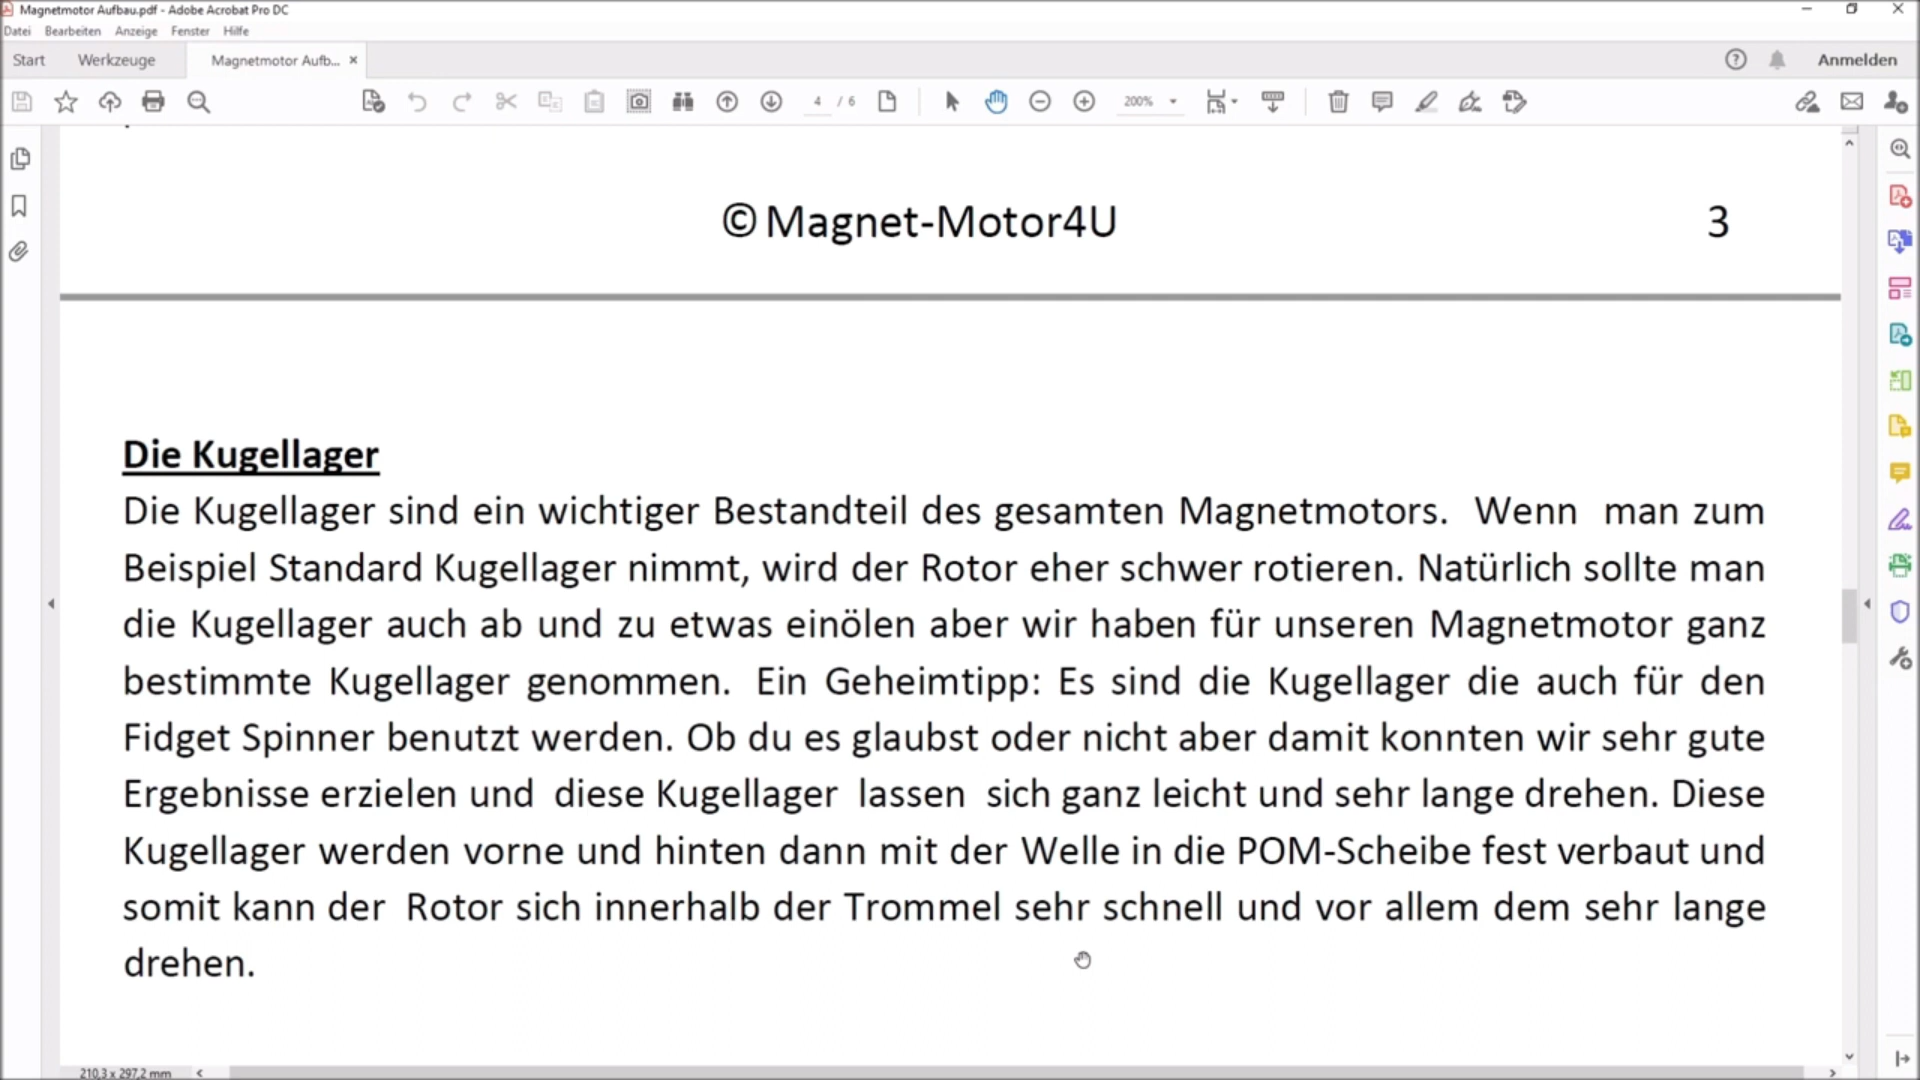 Magnetmotor Aufbau.pdf - Adobe Acrobat Pro DC
Datei Bearbeiten Anzeige Fenster Hilfe
Start Werkzeuge Magnetmotor Aufb... × Anmelden
4 / 6 200%
© Magnet-Motor4U 3
Die Kugellager
Die Kugellager sind ein wichtiger Bestandteil des gesamten Magnetmotors. Wenn man zum
Beispiel Standard Kugellager nimmt, wird der Rotor eher schwer rotieren. Natürlich sollte man
die Kugellager auch ab und zu etwas einölen aber wir haben für unseren Magnetmotor ganz
bestimmte Kugellager genommen. Ein Geheimtipp: Es sind die Kugellager die auch für den
Fidget Spinner benutzt werden. Ob du es glaubst oder nicht aber damit konnten wir sehr gute
Ergebnisse erzielen und diese Kugellager lassen sich ganz leicht und sehr lange drehen. Diese
Kugellager werden vorne und hinten dann mit der Welle in die POM-Scheibe fest verbaut und
somit kann der Rotor sich innerhalb der Trommel sehr schnell und vor allem dem sehr lange
drehen.
210,3 x 297,2 mm